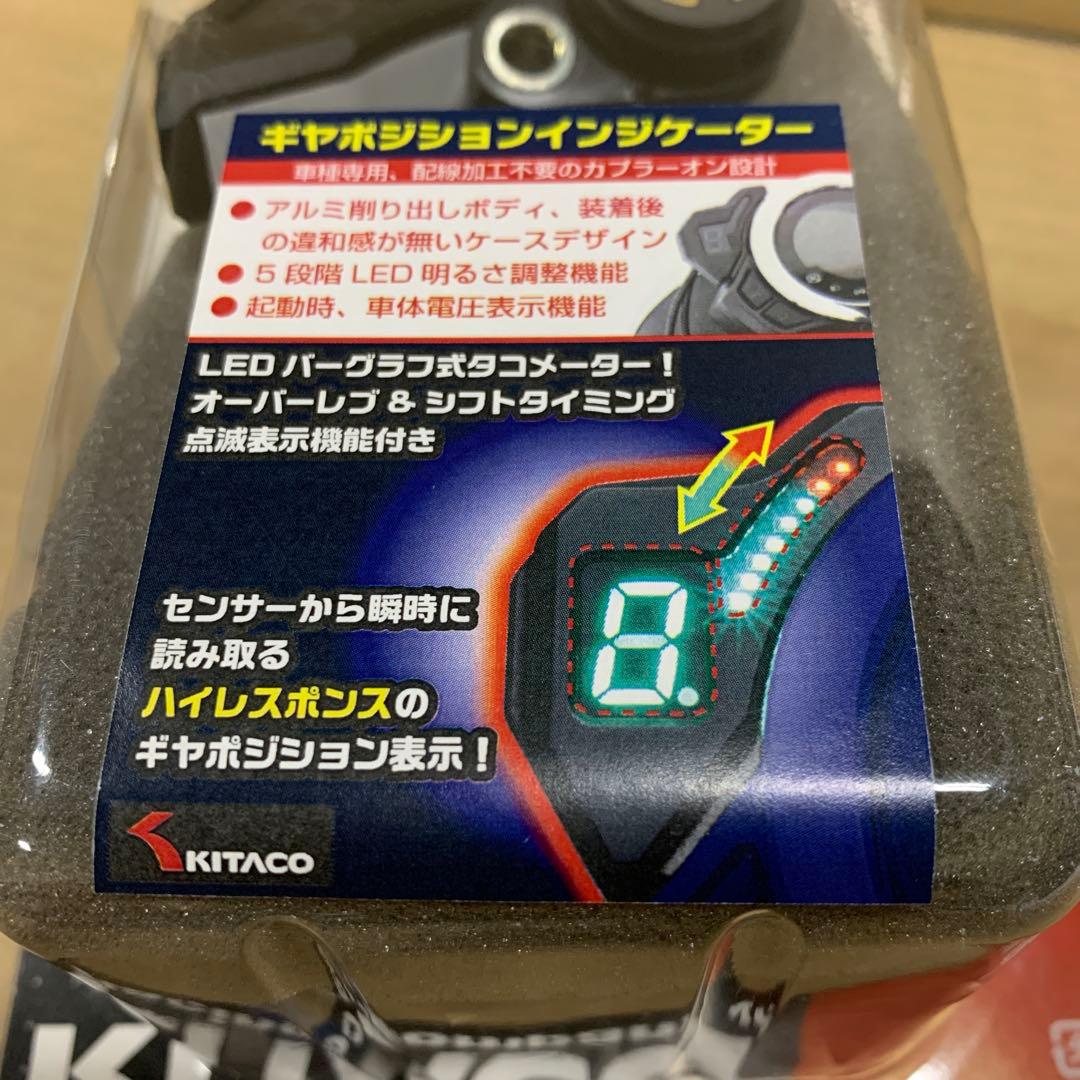 ギヤポジションインジケーター
車種専用、配線加工不要のカプラーオン設計
●アルミ削り出しボディ、装着後
の違和感が無いケースデザイン
●5段階LED明るさ調整機能
●起動時、車体電圧表示機能
LEDバーグラフ式タコメーター！
オーバーレブ&シフトタイミング
点滅表示機能付き
8.
センサーから瞬時に
読み取る
ハイレスポンスの
ギヤポジション表示！
KITACO